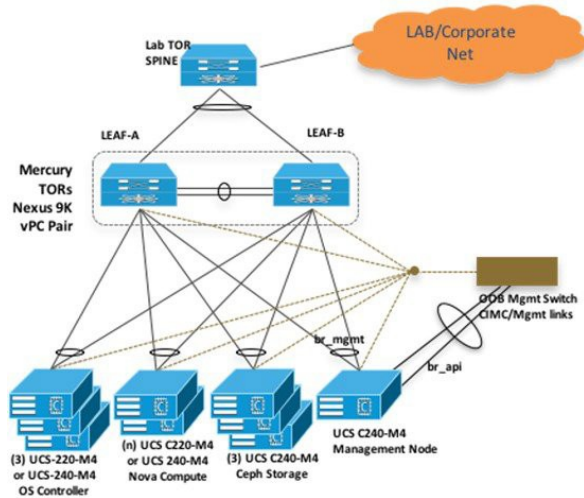 LAB/Corporate
Net
Lab TOR
SPINE
LEAF-A
LEAF-B
Mercury
TORs
Nexus 9K
vPC Pair
OOB Mgmt Switch
CIMC/Mgmt links
br_mgmt
br_api
(3) UCS-220-M4
or UCS-240-M4
OS Controller
(n) UCS C220-M4
or UCS 240-M4
Nova Compute
(3) UCS C240-M4
Ceph Storage
UCS C240-M4
Management Node